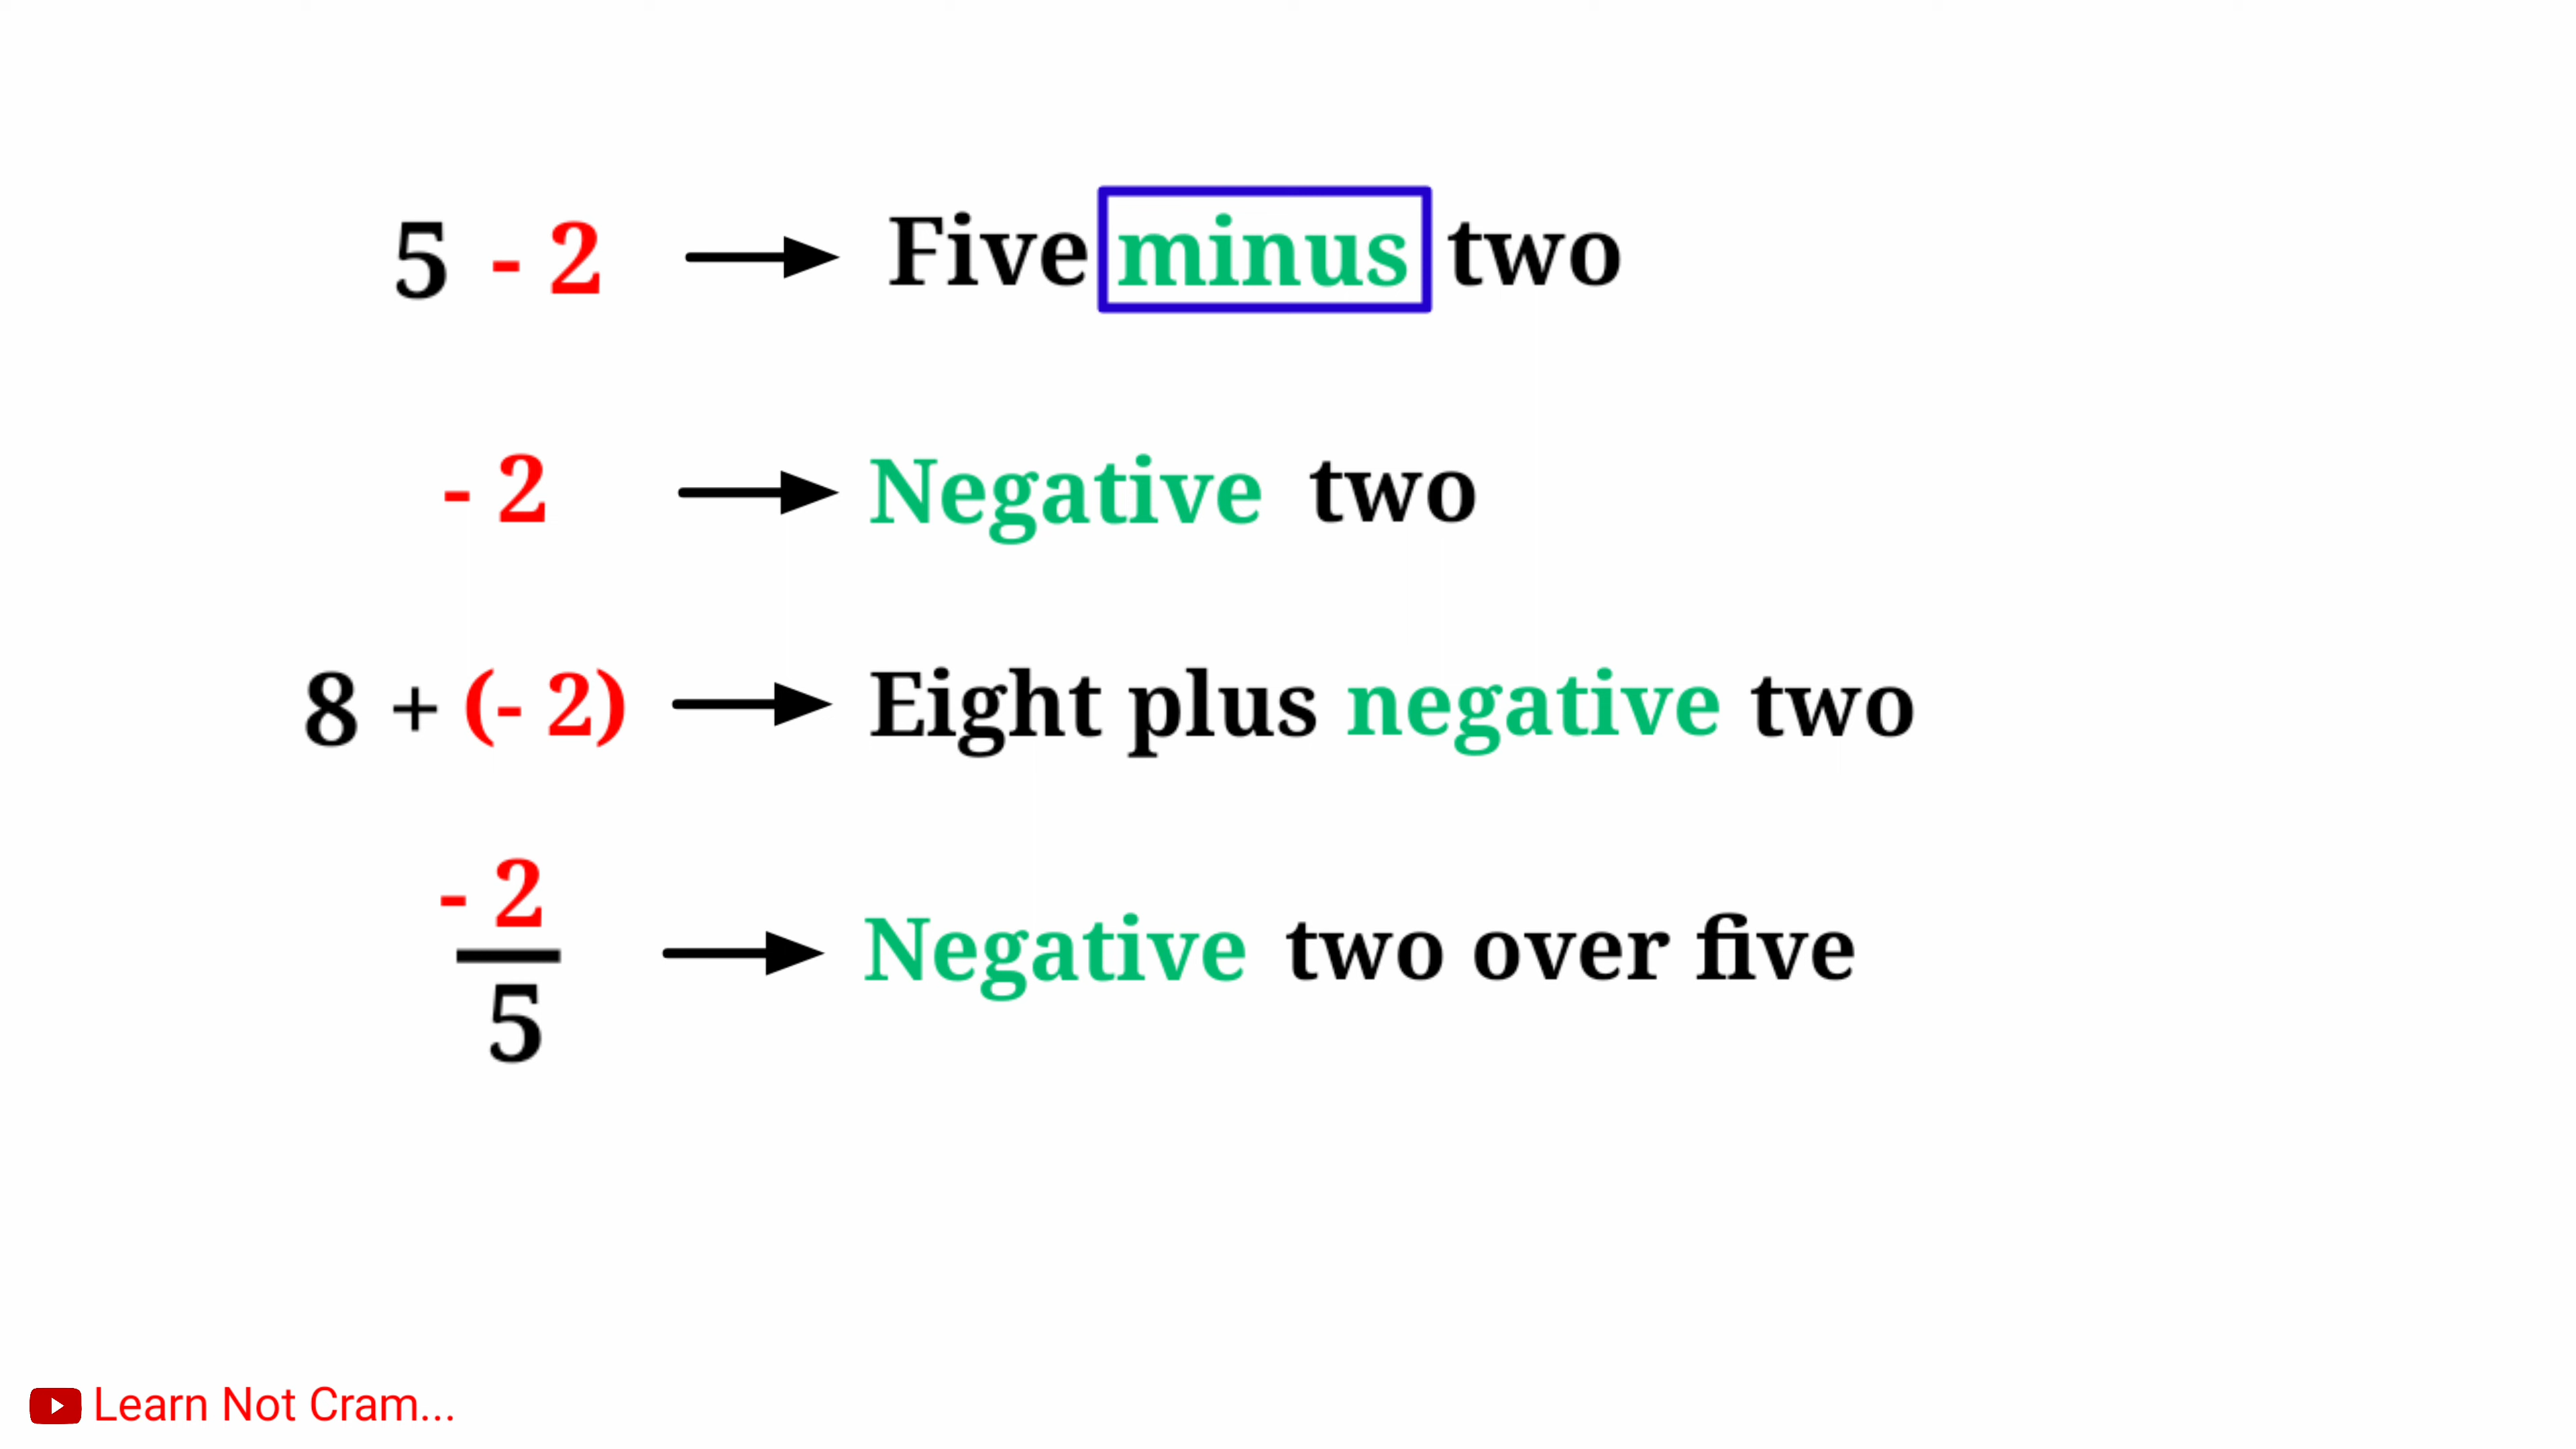 5 - 2 → Five minus two
- 2 → Negative two
8 + (- 2) → Eight plus negative two
- 2
5
→ Negative two over five
Learn Not Cram...